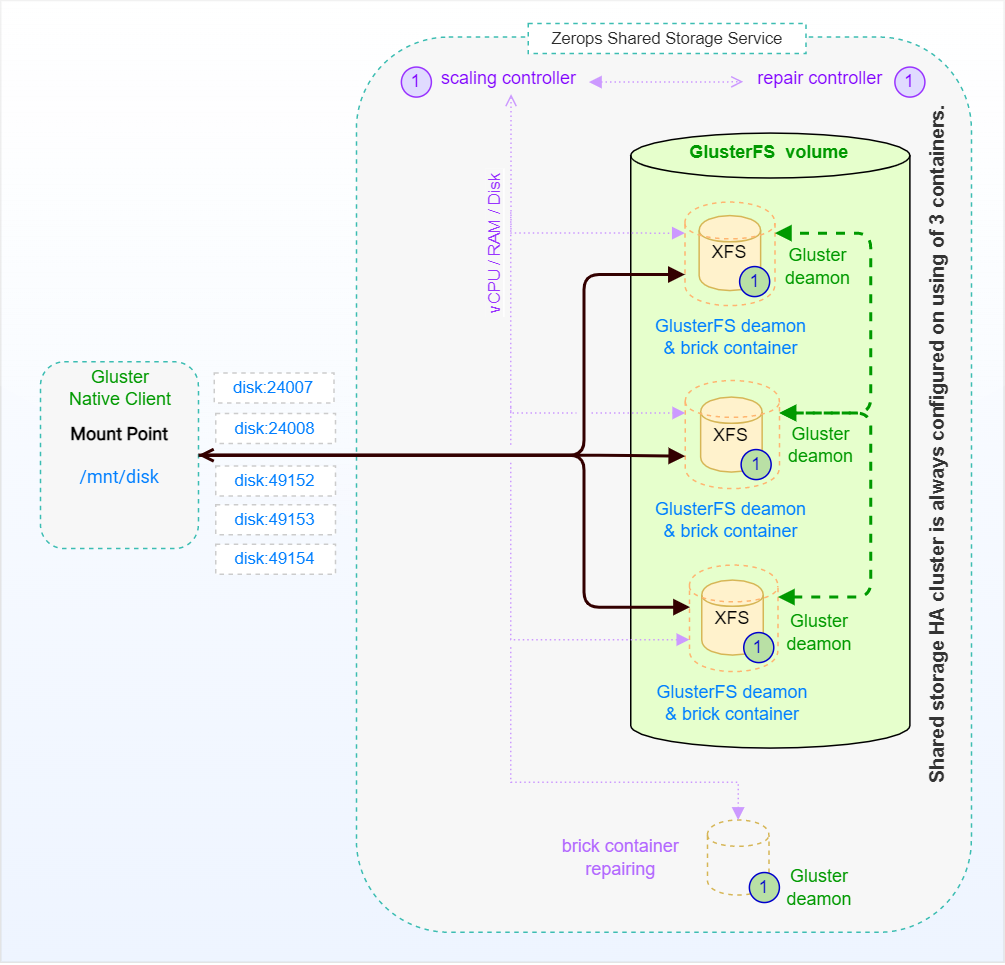 Zerops Shared Storage Service
1
scaling controller
repair controller
1
vCPU / RAM / Disk
GlusterFS volume
XFS
1
Gluster
deamon
GlusterFS deamon
& brick container
XFS
1
Gluster
deamon
GlusterFS deamon
& brick container
XFS
1
Gluster
deamon
GlusterFS deamon
& brick container
Shared storage HA cluster is always configured on using of 3 containers.
Gluster
Native Client
Mount Point
/mnt/disk
disk:24007
disk:24008
disk:49152
disk:49153
disk:49154
brick container
repairing
1
Gluster
deamon